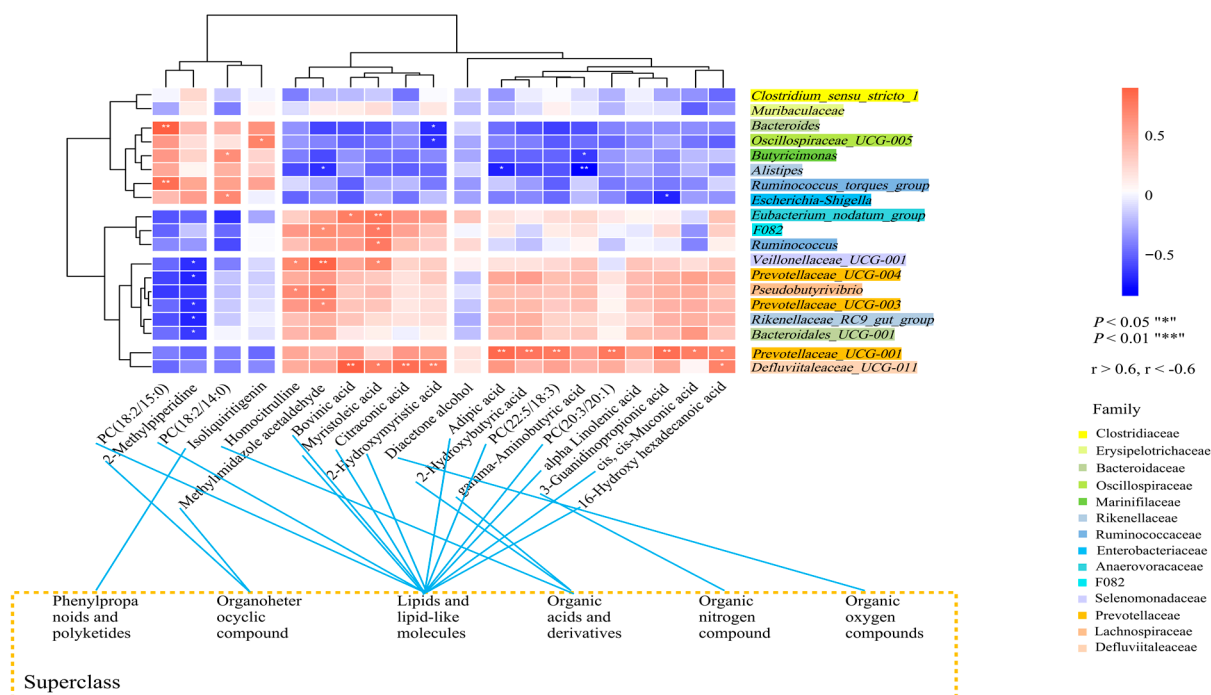 Clostridium_sensu_stricto_1
Muribaculaceae
Bacteroides
Oscillospiraceae_UCG-005
Butyricimonas
Alistipes
Ruminococcus_torques_group
Escherichia-Shigella
Eubacterium_nodatum_group
F082
Ruminococcus
Veillonellaceae_UCG-001
Prevotellaceae_UCG-004
Pseudobutyrivibrio
Prevotellaceae_UCG-003
Rikenellaceae_RC9_gut_group
Bacteroidales_UCG-001
Prevotellaceae_UCG-001
Defluviitaleaceae_UCG-011
0.5
0
−0.5
P < 0.05 "*"
P < 0.01 "**"
r > 0.6, r < -0.6
Family
Clostridiaceae
Erysipelotrichaceae
Bacteroidaceae
Oscillospiraceae
Marinifilaceae
Rikenellaceae
Ruminococcaceae
Enterobacteriaceae
Anaerovoracaceae
F082
Selenomonadaceae
Prevotellaceae
Lachnospiraceae
Defluviitaleaceae
PC(18:2/15:0)
2-Methylpiperidine
PC(18:2/14:0)
Isoliquiritigenin
Homocitrulline
Methylimidazole acetaldehyde
Bovinic acid
Myristoleic acid
Citraconic acid
2-Hydroxymyristic acid
Diacetone alcohol
Adipic acid
2-Hydroxybutyric acid
gamma-Aminobutyric acid
PC(22:5/18:3)
PC(20:3/20:1)
alpha Linolenic acid
3-Guanidinopropionic acid
cis, cis-Muconic acid
16-Hydroxy hexadecanoic acid
Phenylpropa
noids and
polyketides
Organoheter
ocyclic
compound
Lipids and
lipid-like
molecules
Organic
acids and
derivatives
Organic
nitrogen
compound
Organic
oxygen
compounds
Superclass